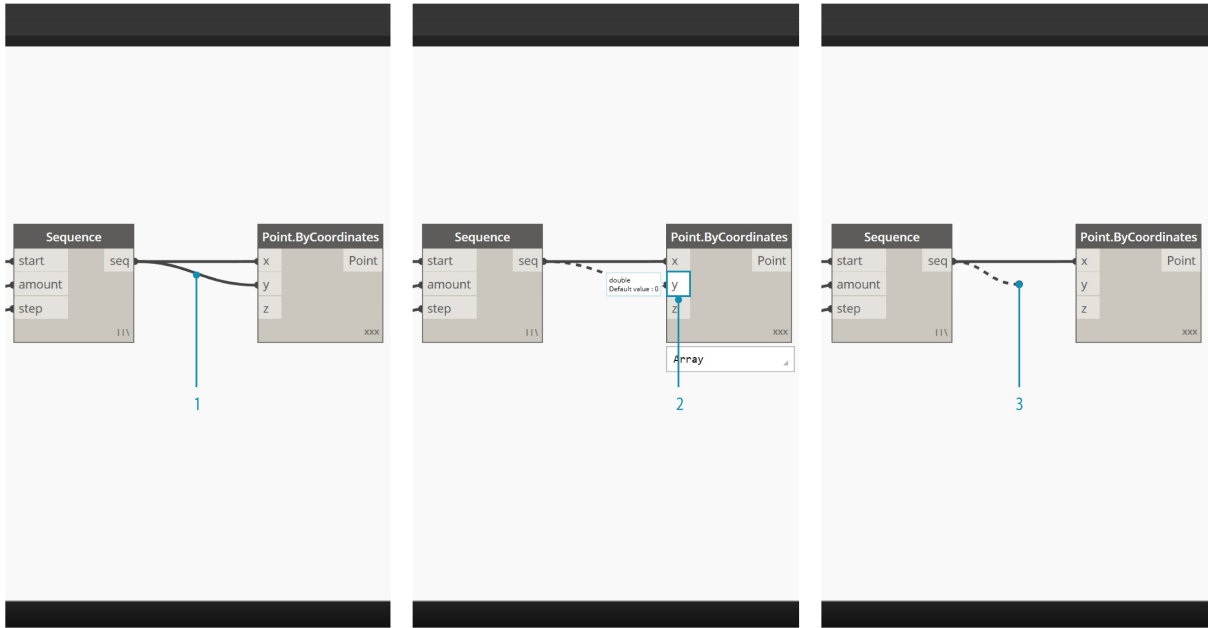 Sequence
start
seq
amount
step
| | \
Point.ByCoordinates
x
Point
y
z
xxx
1
Sequence
start
seq
amount
step
| | \
Point.ByCoordinates
x
Point
double
Default value : 0
y
z
xxx
Array
2
Sequence
start
seq
amount
step
| | \
Point.ByCoordinates
x
Point
y
z
xxx
3